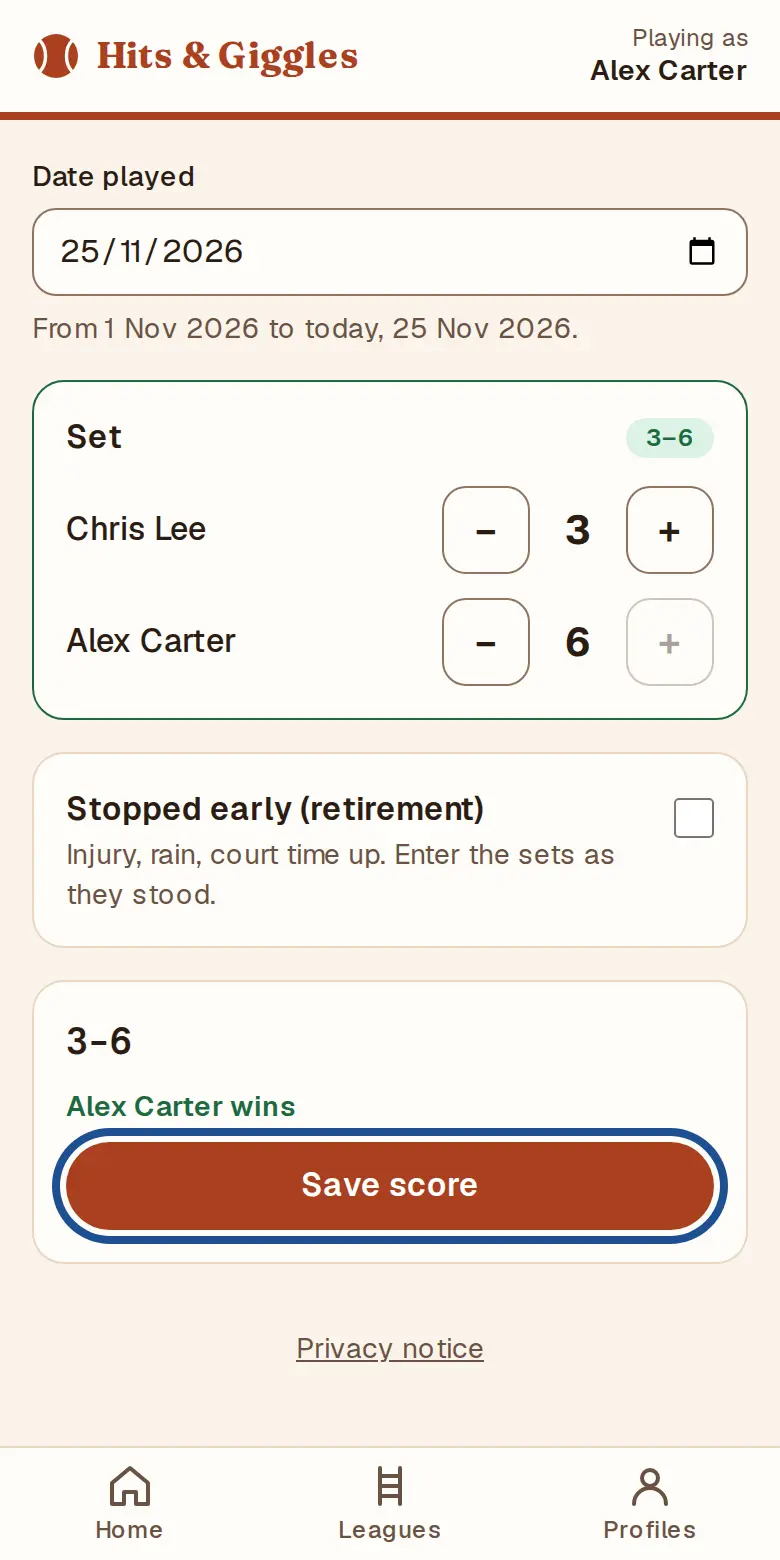 Hits & Giggles
Playing as
Alex Carter
Date played
25/11/2026
From 1 Nov 2026 to today, 25 Nov 2026.
Set
3–6
Chris Lee
− 3 +
Alex Carter
− 6 +
Stopped early (retirement)
Injury, rain, court time up. Enter the sets as
they stood.
3–6
Alex Carter wins
Save score
Privacy notice
Home
Leagues
Profiles